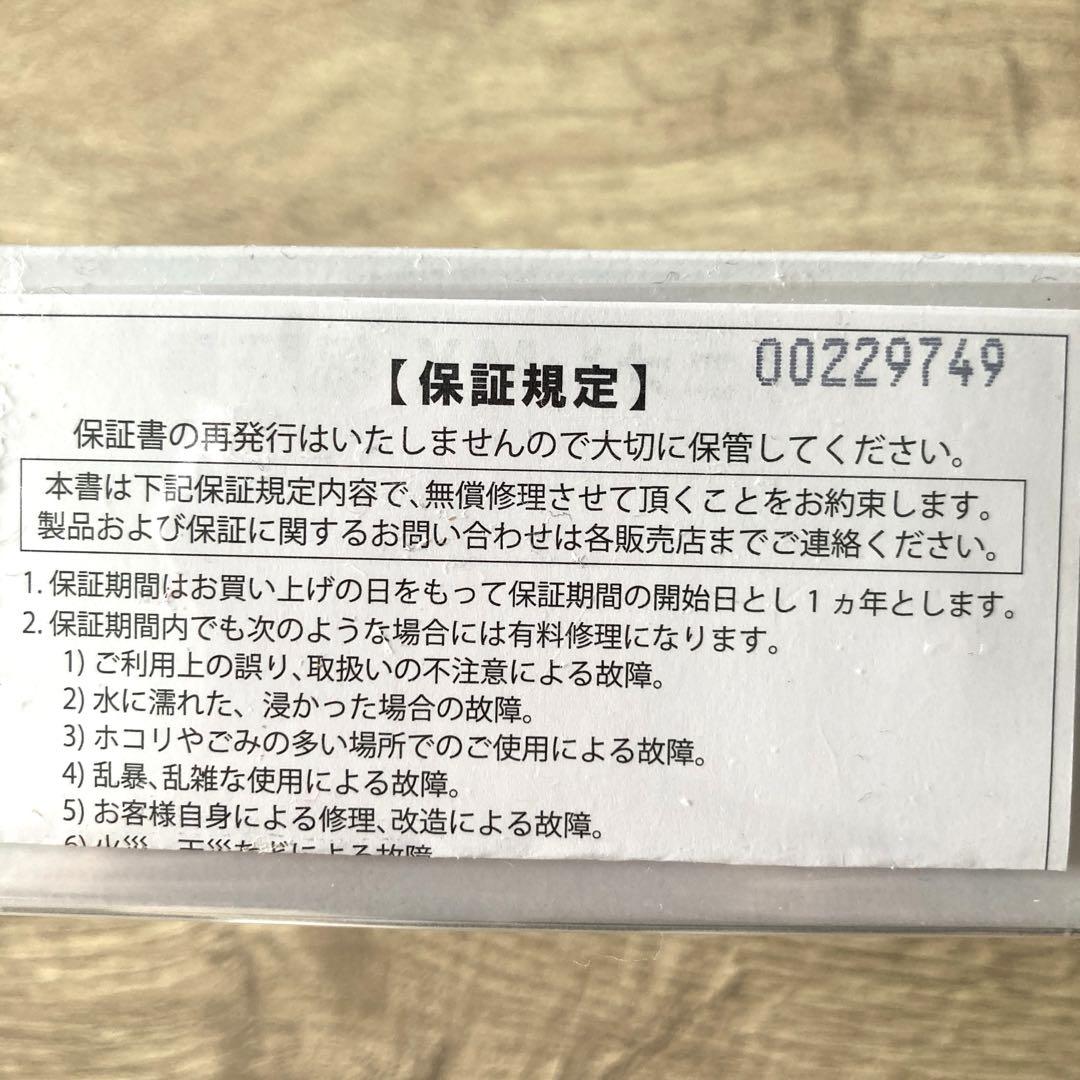 00229749
【保証規定】
保証書の再発行はいたしませんので大切に保管してください。
本書は下記保証規定内容で、無償修理させて頂くことをお約束します。
製品および保証に関するお問い合わせは各販売店までご連絡ください。
1. 保証期間はお買い上げの日をもって保証期間の開始日とし 1 ヵ年とします。
2. 保証期間内でも次のような場合には有料修理になります。
1) ご利用上の誤り、取扱いの不注意による故障。
2) 水に濡れた、浸かった場合の故障。
3) ホコリやごみの多い場所でのご使用による故障。
4) 乱暴、乱雑な使用による故障。
5) お客様自身による修理、改造による故障。
6) 火災、天災などによる故障